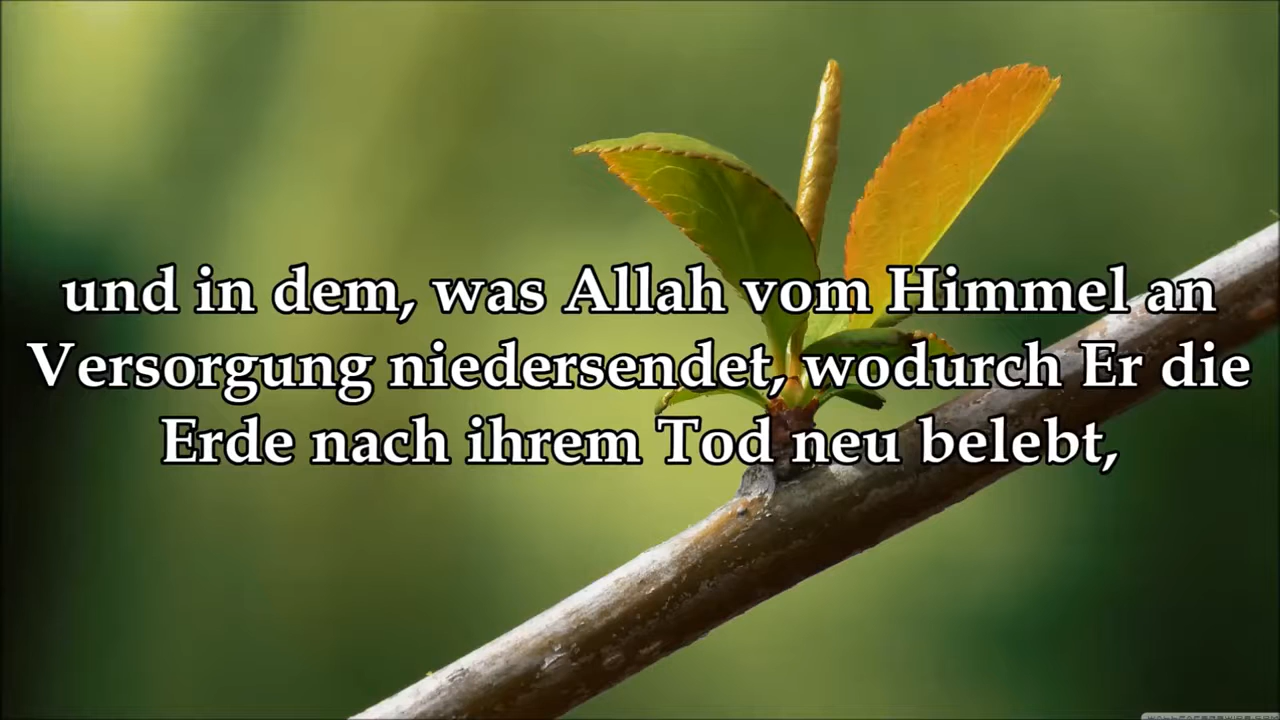 und in dem, was Allah vom Himmel an
Versorgung niedersendet, wodurch Er die
Erde nach ihrem Tod neu belebt,